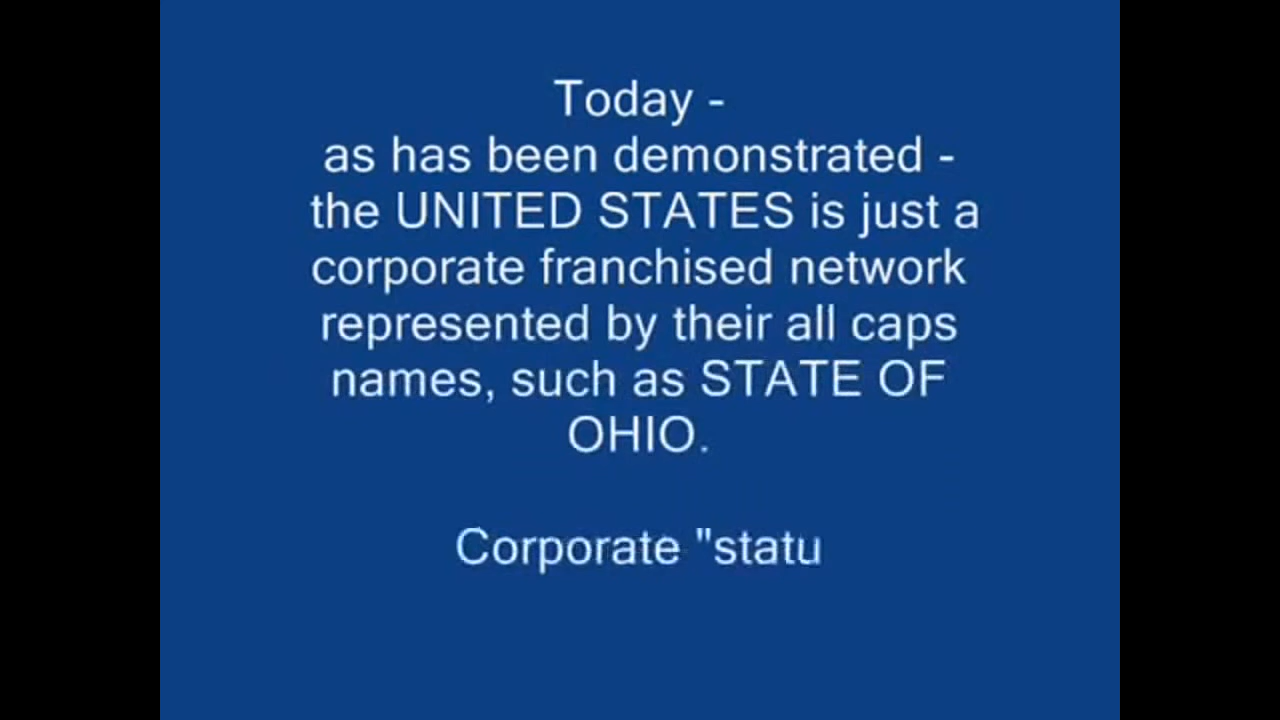 Today -
as has been demonstrated -
the UNITED STATES is just a
corporate franchised network
represented by their all caps
names, such as STATE OF
OHIO.
Corporate "statu